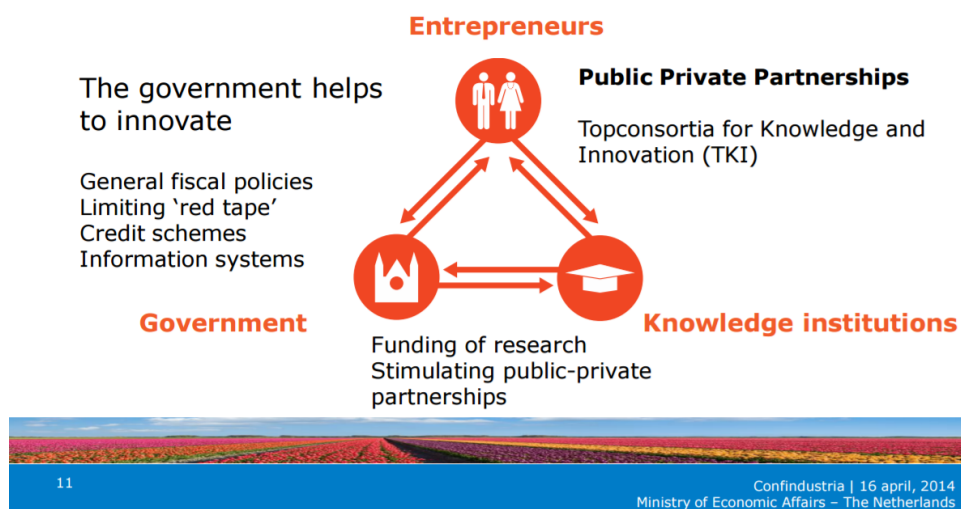 Entrepreneurs
The government helps
to innovate
General fiscal policies
Limiting ‘red tape’
Credit schemes
Information systems
Public Private Partnerships
Topconsortia for Knowledge and
Innovation (TKI)
Government
Knowledge institutions
Funding of research
Stimulating public-private
partnerships
11
Confindustria | 16 april, 2014
Ministry of Economic Affairs – The Netherlands